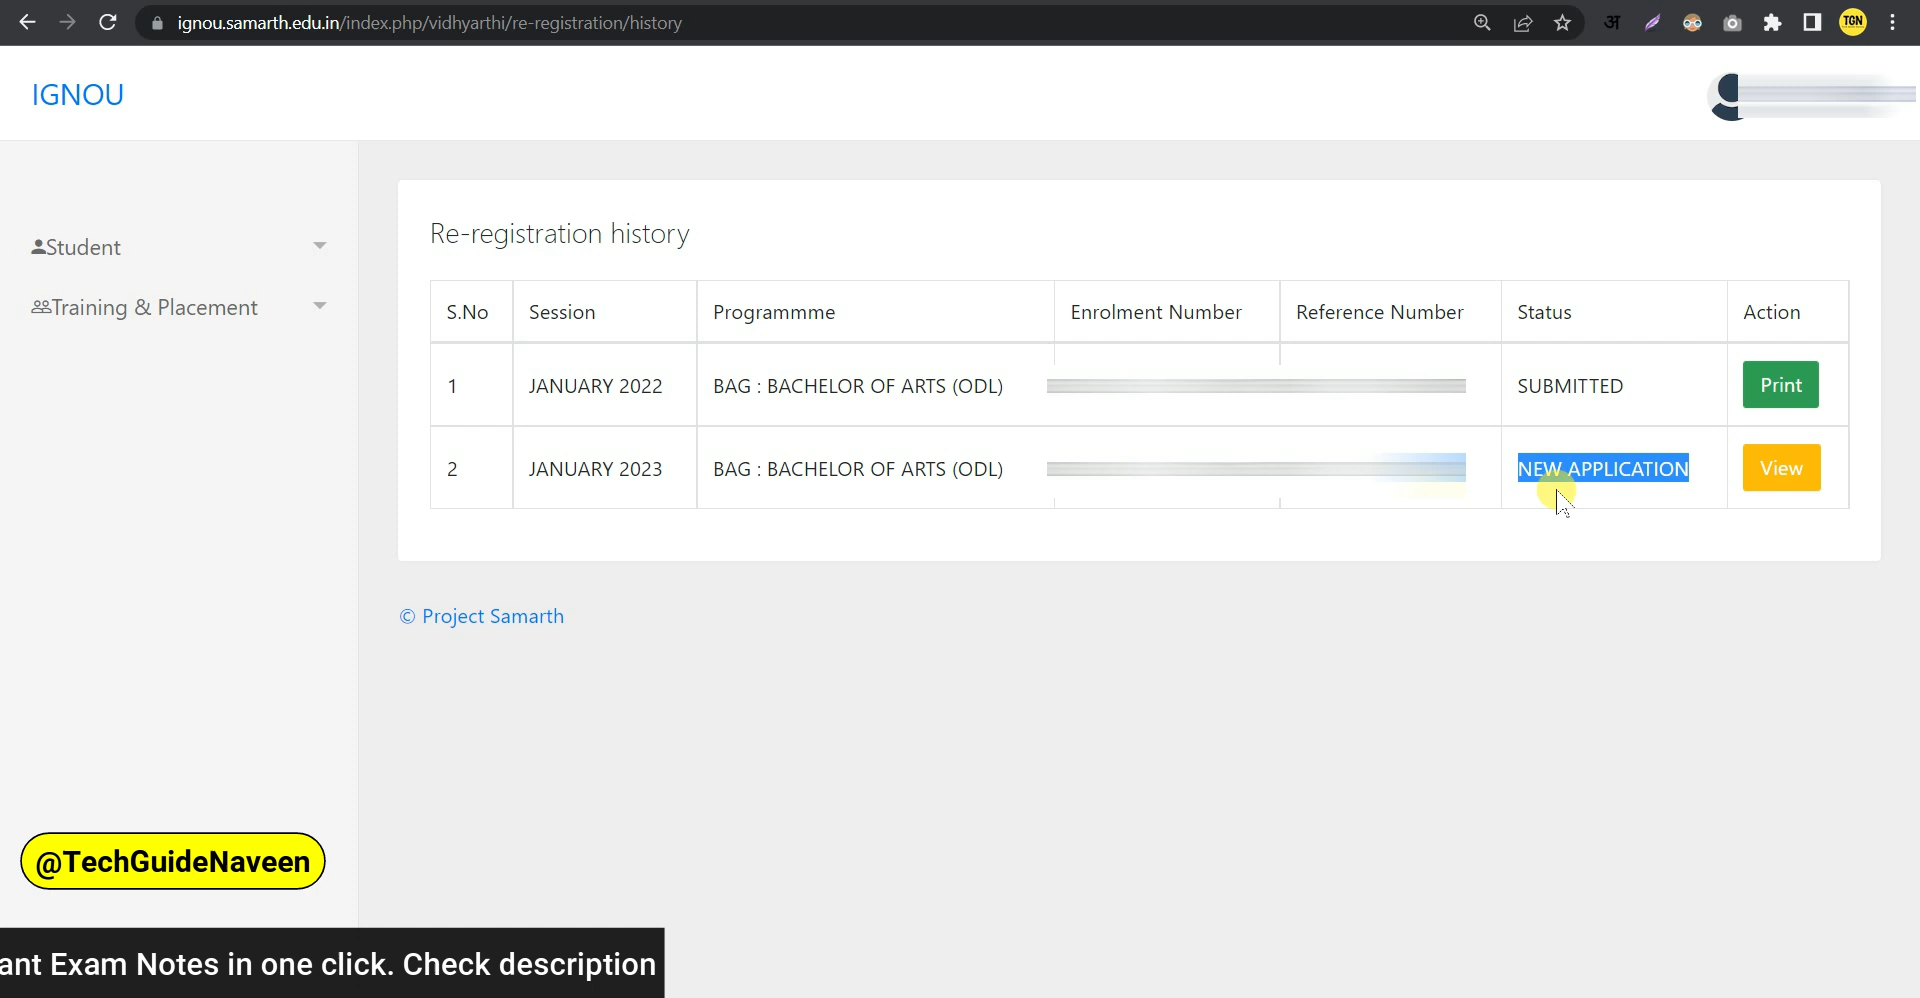 ignou.samarth.edu.in/index.php/vidhyarthi/re-registration/history
अ
TGN
IGNOU
Student
Training & Placement
Re-registration history
S.No Session Programmme Enrolment Number Reference Number Status Action
1 JANUARY 2022 BAG : BACHELOR OF ARTS (ODL) SUBMITTED Print
2 JANUARY 2023 BAG : BACHELOR OF ARTS (ODL) NEW APPLICATION View
© Project Samarth
@TechGuideNaveen
ant Exam Notes in one click. Check description